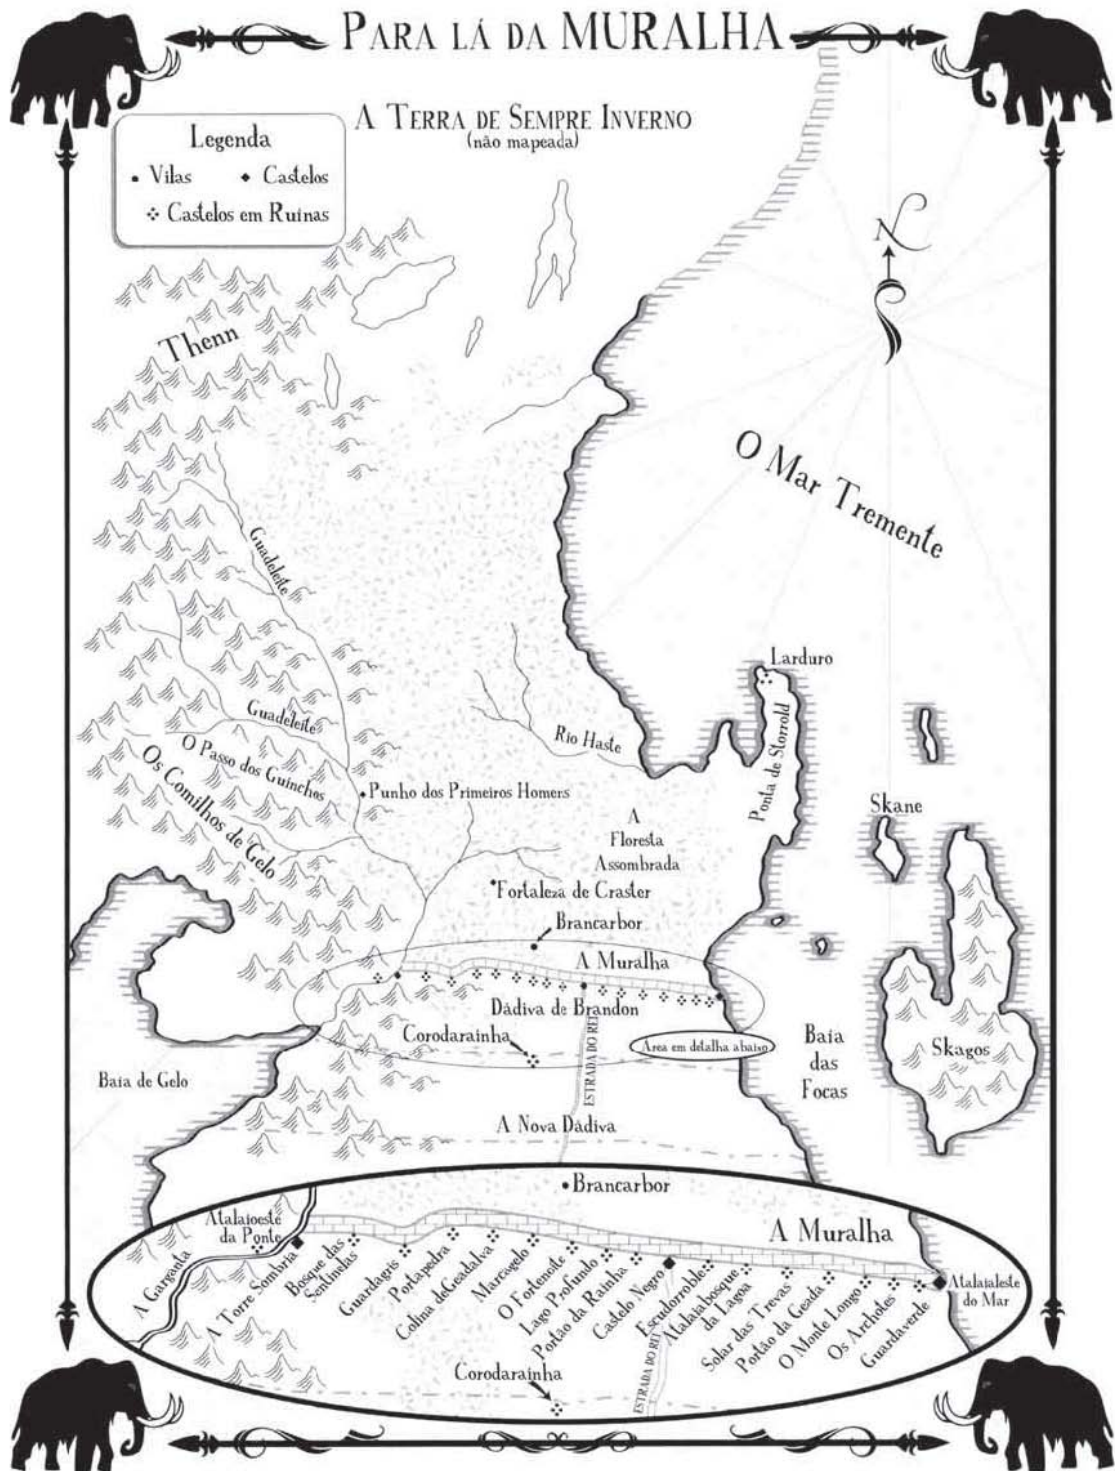 PARA LÁ DA MURALHA
A TERRA DE SEMPRE INVERNO
(não mapeada)
Legenda
Vilas
Castelos
Castelos em Ruínas
N
Thenn
O Mar Tremente
Guadeleite
Larduro
Guadeleite
Rio Haste
Ponta de Storrold
O Passo dos Guinchos
Os Comilhos de Gelo
Punho dos Primeiros Homers
Skane
A
Floresta
Assombrada
Fortaleza de Craster
Brancarbor
A Muralha
Dádiva de Brandon
Corodarainha
Área em detalha abaixo
ESTRADA DO REI
Baía
das
Focas
Skagos
Baía de Gelo
A Nova Dádiva
Brancarbor
A Muralha
Atalaioeste
da Ponte
A Garganta
A Torre Sombria
Bosque das
Sentinelas
Guardagris
Portapedra
Colina deGeadalva
Marcagelo
O Fortenoite
Lago Profundo
Portão da Rainha
Castelo Negro
Escudorroble
Atalaiabosque
da Lagoa
Solar das Trevas
Portão da Geada
O Monte Longo
Os Archotes
Guardaverde
Atalaialeste
do Mar
Corodarainha
ESTRADA DO REI